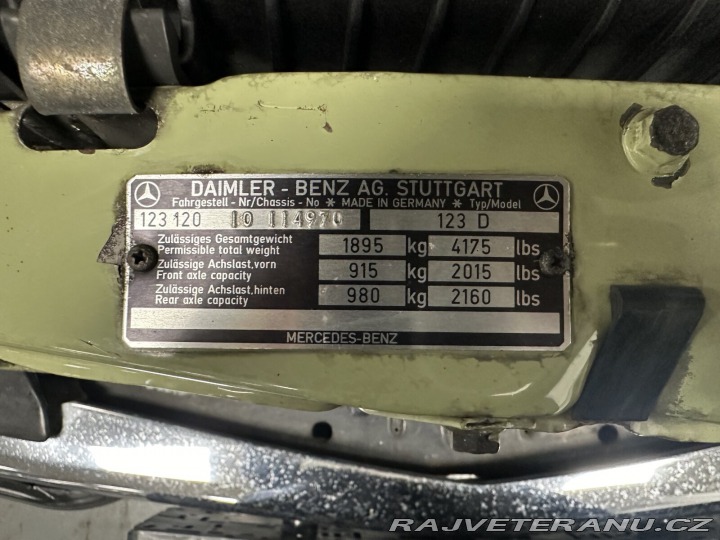 DAIMLER - BENZ AG. STUTTGART
Fahrgestell - Nr/Chassis - No ✶ MADE IN GERMANY ✶ Typ/Model
123 120 10 114970 123 D
Zulässiges Gesamtgewicht
Permissible total weight 1895 kg 4175 lbs
Zulässige Achslast,vorn
Front axle capacity 915 kg 2015 lbs
Zulässige Achslast,hinten
Rear axle capacity 980 kg 2160 lbs
MERCEDES-BENZ
RAJVETERANU.CZ